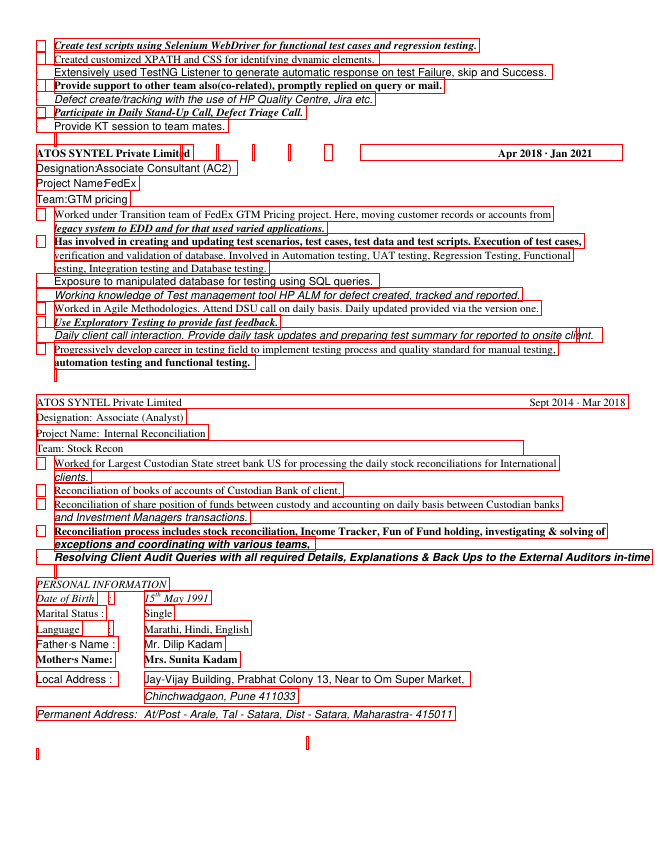 Create test scripts using Selenium WebDriver for functional test cases and regression testing.
Created customized XPATH and CSS for identifying dynamic elements.
Extensively used TestNG Listener to generate automatic response on test Failure, skip and Success.
Provide support to other team also(co-related), promptly replied on query or mail.
Defect create/tracking with the use of HP Quality Centre, Jira etc.
Participate in Daily Stand-Up Call, Defect Triage Call.
Provide KT session to team mates.
ATOS SYNTEL Private Limited Apr 2018 · Jan 2021
Designation:Associate Consultant (AC2)
Project Name:FedEx
Team:GTM pricing
Worked under Transition team of FedEx GTM Pricing project. Here, moving customer records or accounts from
legacy system to EDD and for that used varied applications.
Has involved in creating and updating test scenarios, test cases, test data and test scripts. Execution of test cases,
verification and validation of database. Involved in Automation testing, UAT testing, Regression Testing, Functional
testing, Integration testing and Database testing.
Exposure to manipulated database for testing using SQL queries.
Working knowledge of Test management tool HP ALM for defect created, tracked and reported.
Worked in Agile Methodologies. Attend DSU call on daily basis. Daily updated provided via the version one.
Use Exploratory Testing to provide fast feedback.
Daily client call interaction. Provide daily task updates and preparing test summary for reported to onsite client.
Progressively develop career in testing field to implement testing process and quality standard for manual testing,
automation testing and functional testing.
ATOS SYNTEL Private Limited Sept 2014 · Mar 2018
Designation: Associate (Analyst)
Project Name: Internal Reconciliation
Team: Stock Recon
Worked for Largest Custodian State street bank US for processing the daily stock reconciliations for International
clients.
Reconciliation of books of accounts of Custodian Bank of client.
Reconciliation of share position of funds between custody and accounting on daily basis between Custodian banks
and Investment Managers transactions.
Reconciliation process includes stock reconciliation, Income Tracker, Fun of Fund holding, investigating & solving of
exceptions and coordinating with various teams,
Resolving Client Audit Queries with all required Details, Explanations & Back Ups to the External Auditors in-time
PERSONAL INFORMATION
Date of Birth : 15th May 1991
Marital Status : Single
Language : Marathi, Hindi, English
Father·s Name : Mr. Dilip Kadam
Mother·s Name: Mrs. Sunita Kadam
Local Address : Jay-Vijay Building, Prabhat Colony 13, Near to Om Super Market,
Chinchwadgaon, Pune 411033
Permanent Address: At/Post - Arale, Tal - Satara, Dist - Satara, Maharastra- 415011